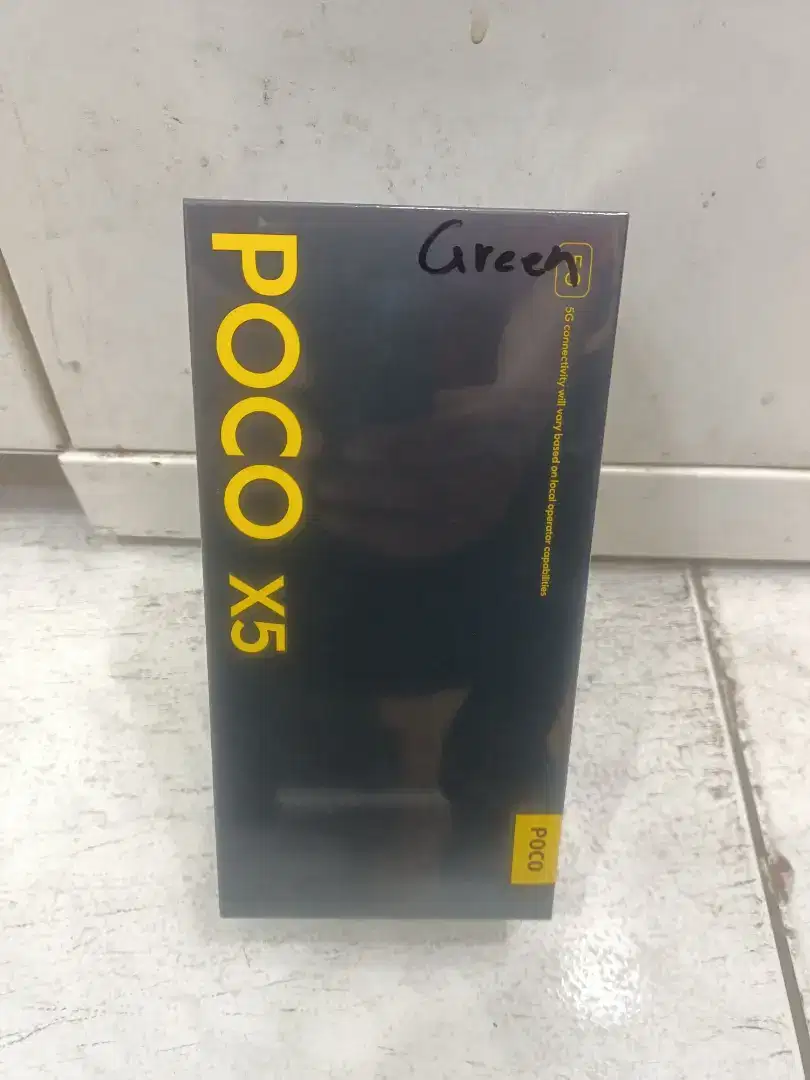 Green
5G
5G connectivity will vary based on local operator capabilities
POCO X5
POCO